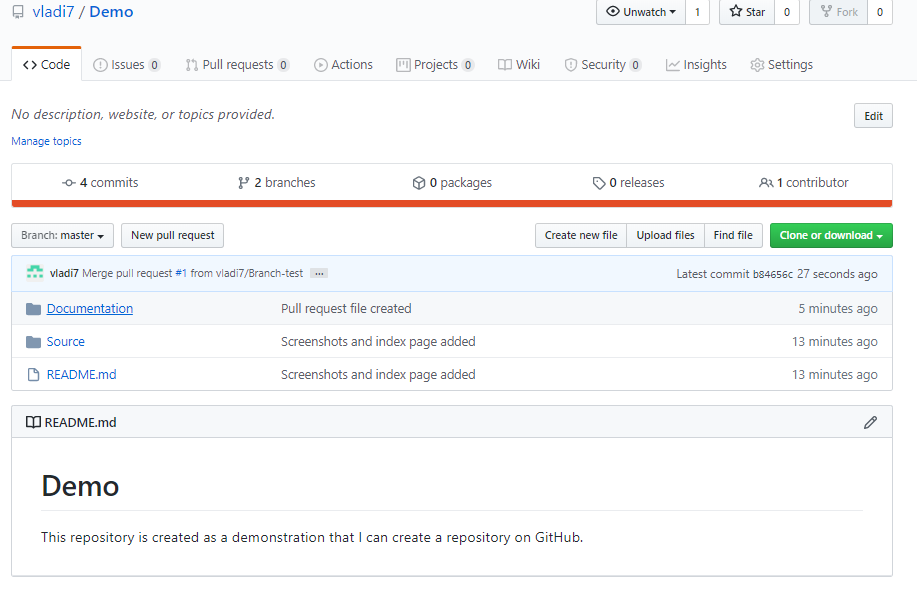 vladi7 / Demo
Unwatch 1 Star 0 Fork 0
Code Issues 0 Pull requests 0 Actions Projects 0 Wiki Security 0 Insights Settings
No description, website, or topics provided.
Edit
Manage topics
4 commits 2 branches 0 packages 0 releases 1 contributor
Branch: master New pull request Create new file Upload files Find file Clone or download
vladi7 Merge pull request #1 from vladi7/Branch-test ... Latest commit b84656c 27 seconds ago
Documentation Pull request file created 5 minutes ago
Source Screenshots and index page added 13 minutes ago
README.md Screenshots and index page added 13 minutes ago
README.md
Demo
This repository is created as a demonstration that I can create a repository on GitHub.